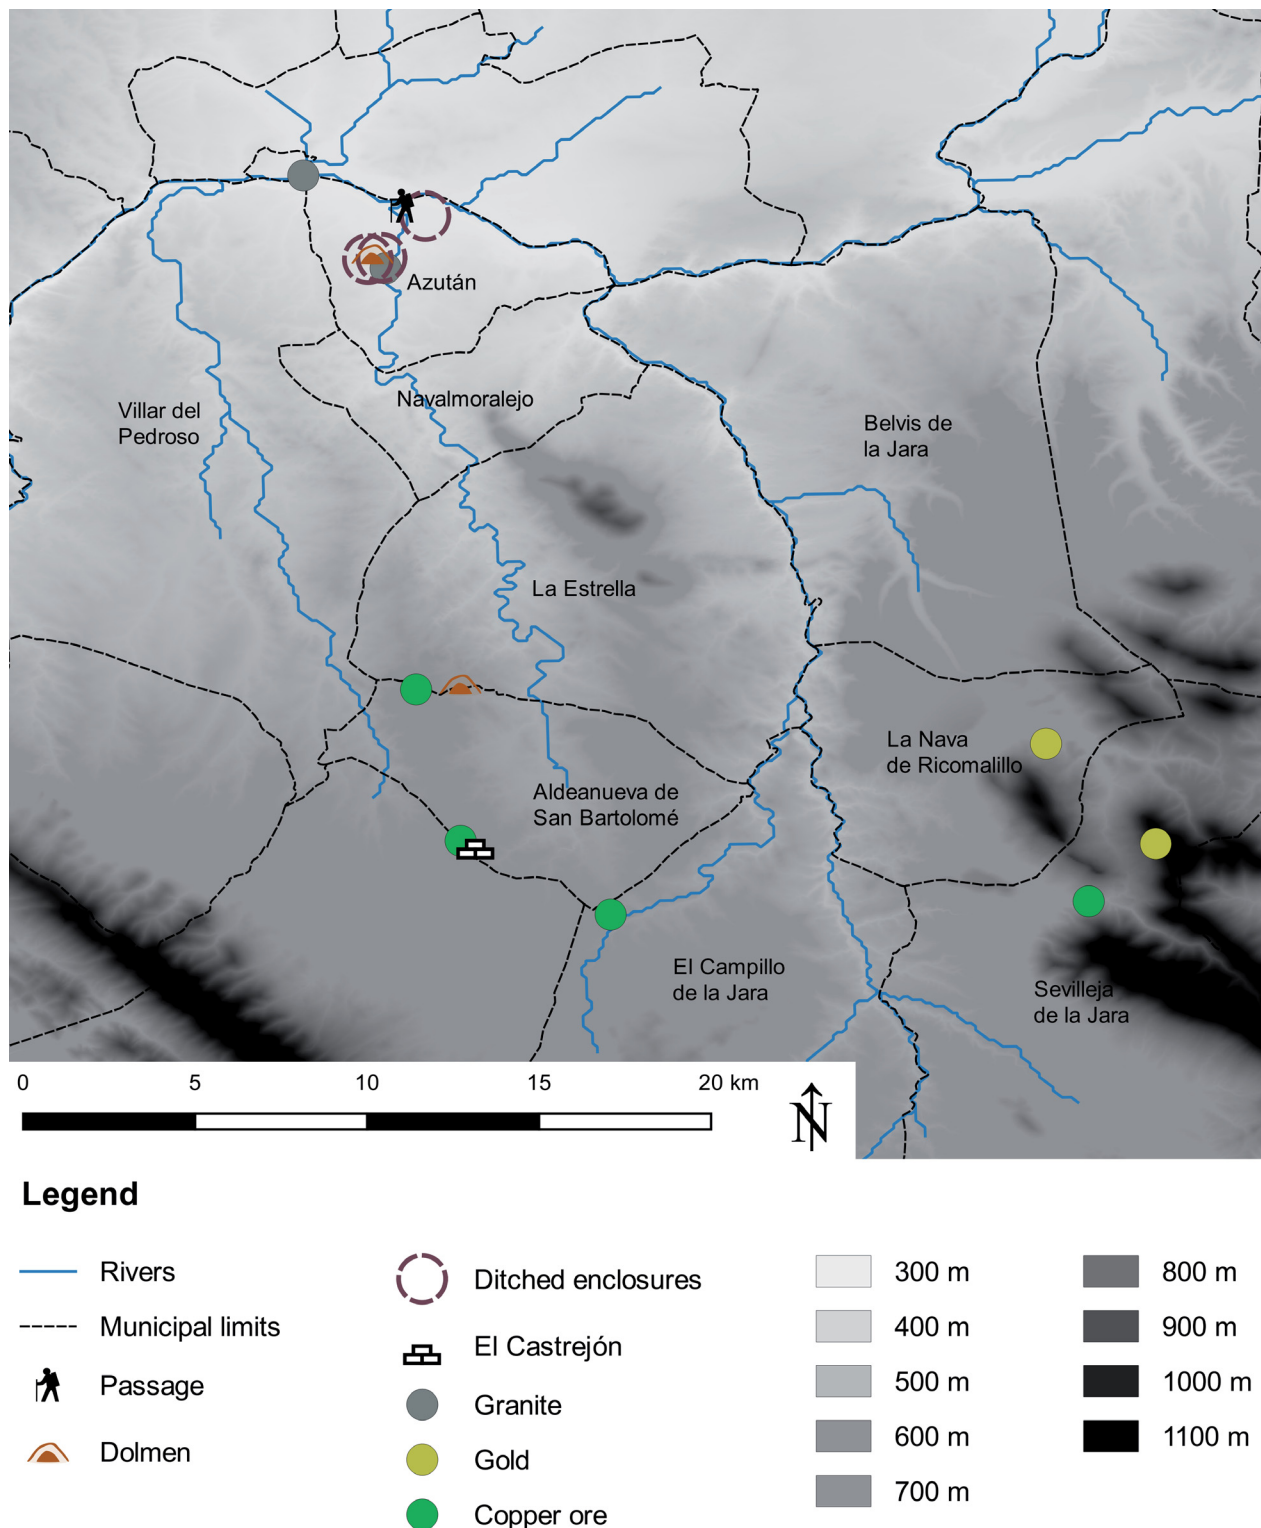 Azután
Navalmoralejo
Villar del
Pedroso
Belvis de
la Jara
La Estrella
La Nava
de Ricomalillo
Aldeanueva de
San Bartolomé
El Campillo
de la Jara
Sevilleja
de la Jara
0 5 10 15 20 km
N
Legend
Rivers
Municipal limits
Passage
Dolmen
Ditched enclosures
El Castrejón
Granite
Gold
Copper ore
300 m
400 m
500 m
600 m
700 m
800 m
900 m
1000 m
1100 m